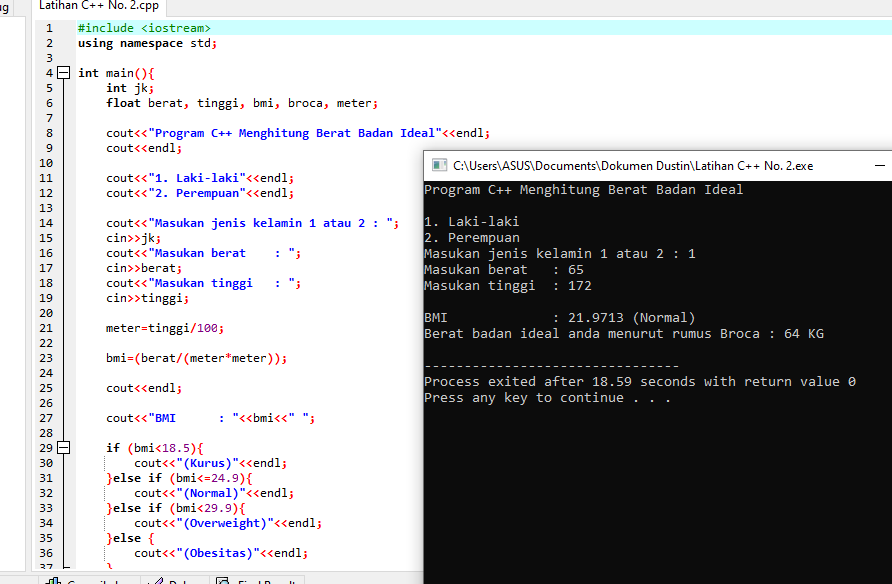 Latihan C++ No. 2.cpp
1 #include <iostream>
2 using namespace std;
3
4 int main(){
5 int jk;
6 float berat, tinggi, bmi, broca, meter;
7
8 cout<<"Program C++ Menghitung Berat Badan Ideal"<<endl;
9 cout<<endl;
10
11 cout<<"1. Laki-laki"<<endl;
12 cout<<"2. Perempuan"<<endl;
13
14 cout<<"Masukan jenis kelamin 1 atau 2 : ";
15 cin>>jk;
16 cout<<"Masukan berat    : ";
17 cin>>berat;
18 cout<<"Masukan tinggi   : ";
19 cin>>tinggi;
20
21 meter=tinggi/100;
22
23 bmi=(berat/(meter*meter));
24
25 cout<<endl;
26
27 cout<<"BMI      : "<<bmi<<" ";
28
29 if (bmi<18.5){
30 cout<<"(Kurus)"<<endl;
31 }else if (bmi<=24.9){
32 cout<<"(Normal)"<<endl;
33 }else if (bmi<29.9){
34 cout<<"(Overweight)"<<endl;
35 }else {
36 cout<<"(Obesitas)"<<endl;
37 }
C:\Users\ASUS\Documents\Dokumen Dustin\Latihan C++ No. 2.exe
Program C++ Menghitung Berat Badan Ideal
1. Laki-laki
2. Perempuan
Masukan jenis kelamin 1 atau 2 : 1
Masukan berat   : 65
Masukan tinggi  : 172
BMI             : 21.9713 (Normal)
Berat badan ideal anda menurut rumus Broca : 64 KG
--------------------------------
Process exited after 18.59 seconds with return value 0
Press any key to continue . . .